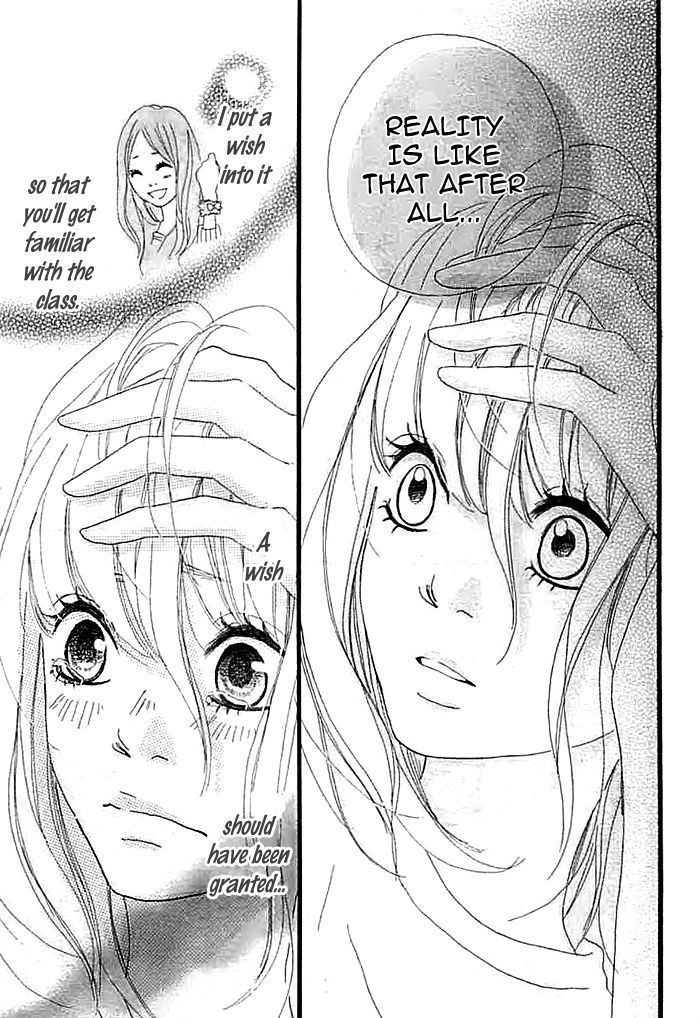 REALITY
IS LIKE
THAT AFTER
ALL...
I put a
wish
into it
so that
you'll get
familiar
with the
class.
A
wish
should
have been
granted...